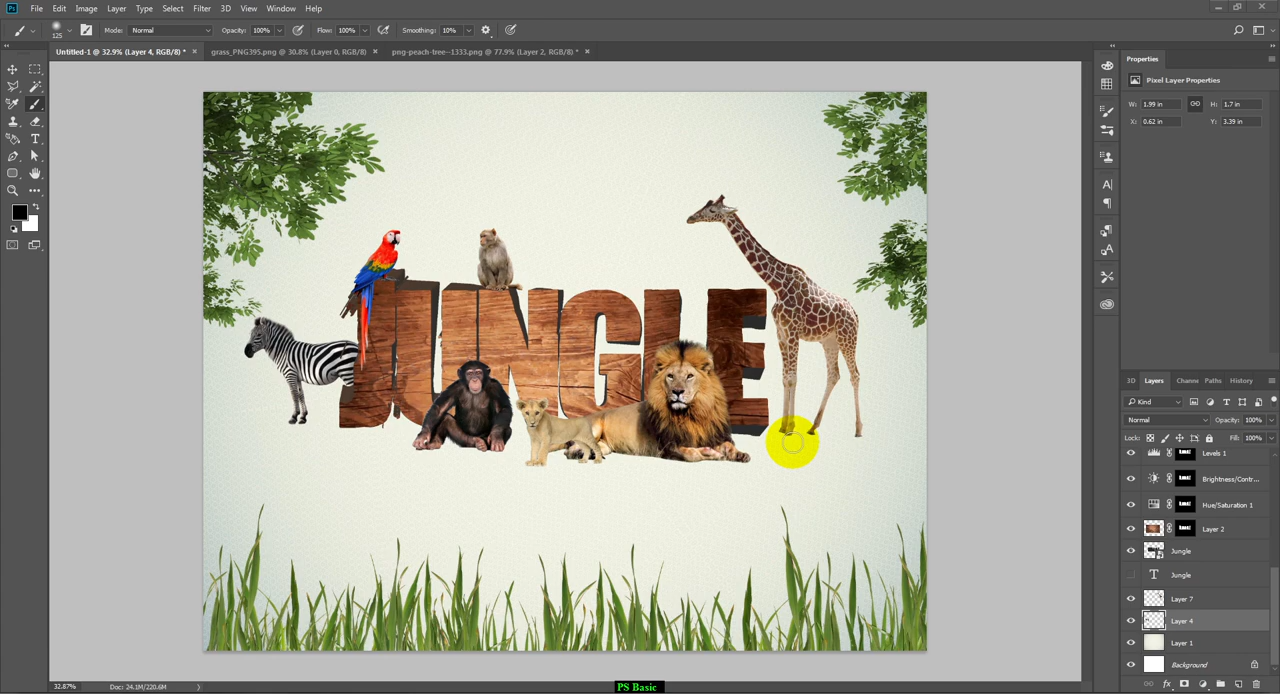 Ps File Edit Image Layer Type Select Filter 3D View Window Help
125 Mode: Normal Opacity: 100% Flow: 100% Smoothing: 10%
Untitled-1 @ 32.9% (Layer 4, RGB/8) * × grass_PNG395.png @ 30.8% (Layer 0, RGB/8) × png-peach-tree--1333.png @ 77.9% (Layer 2, RGB/8) * ×
Properties
Pixel Layer Properties
W: 1.99 in H: 1.7 in
X: 0.62 in Y: 3.39 in
JUNGLE
3D Layers Channe Paths History
Kind
Normal Opacity: 100%
Lock: Fill: 100%
Levels 1
Brightness/Contr...
Hue/Saturation 1
Layer 2
Jungle
T Jungle
Layer 7
Layer 4
Layer 1
Background
32.87% Doc: 24.1M/220.6M
PS Basic